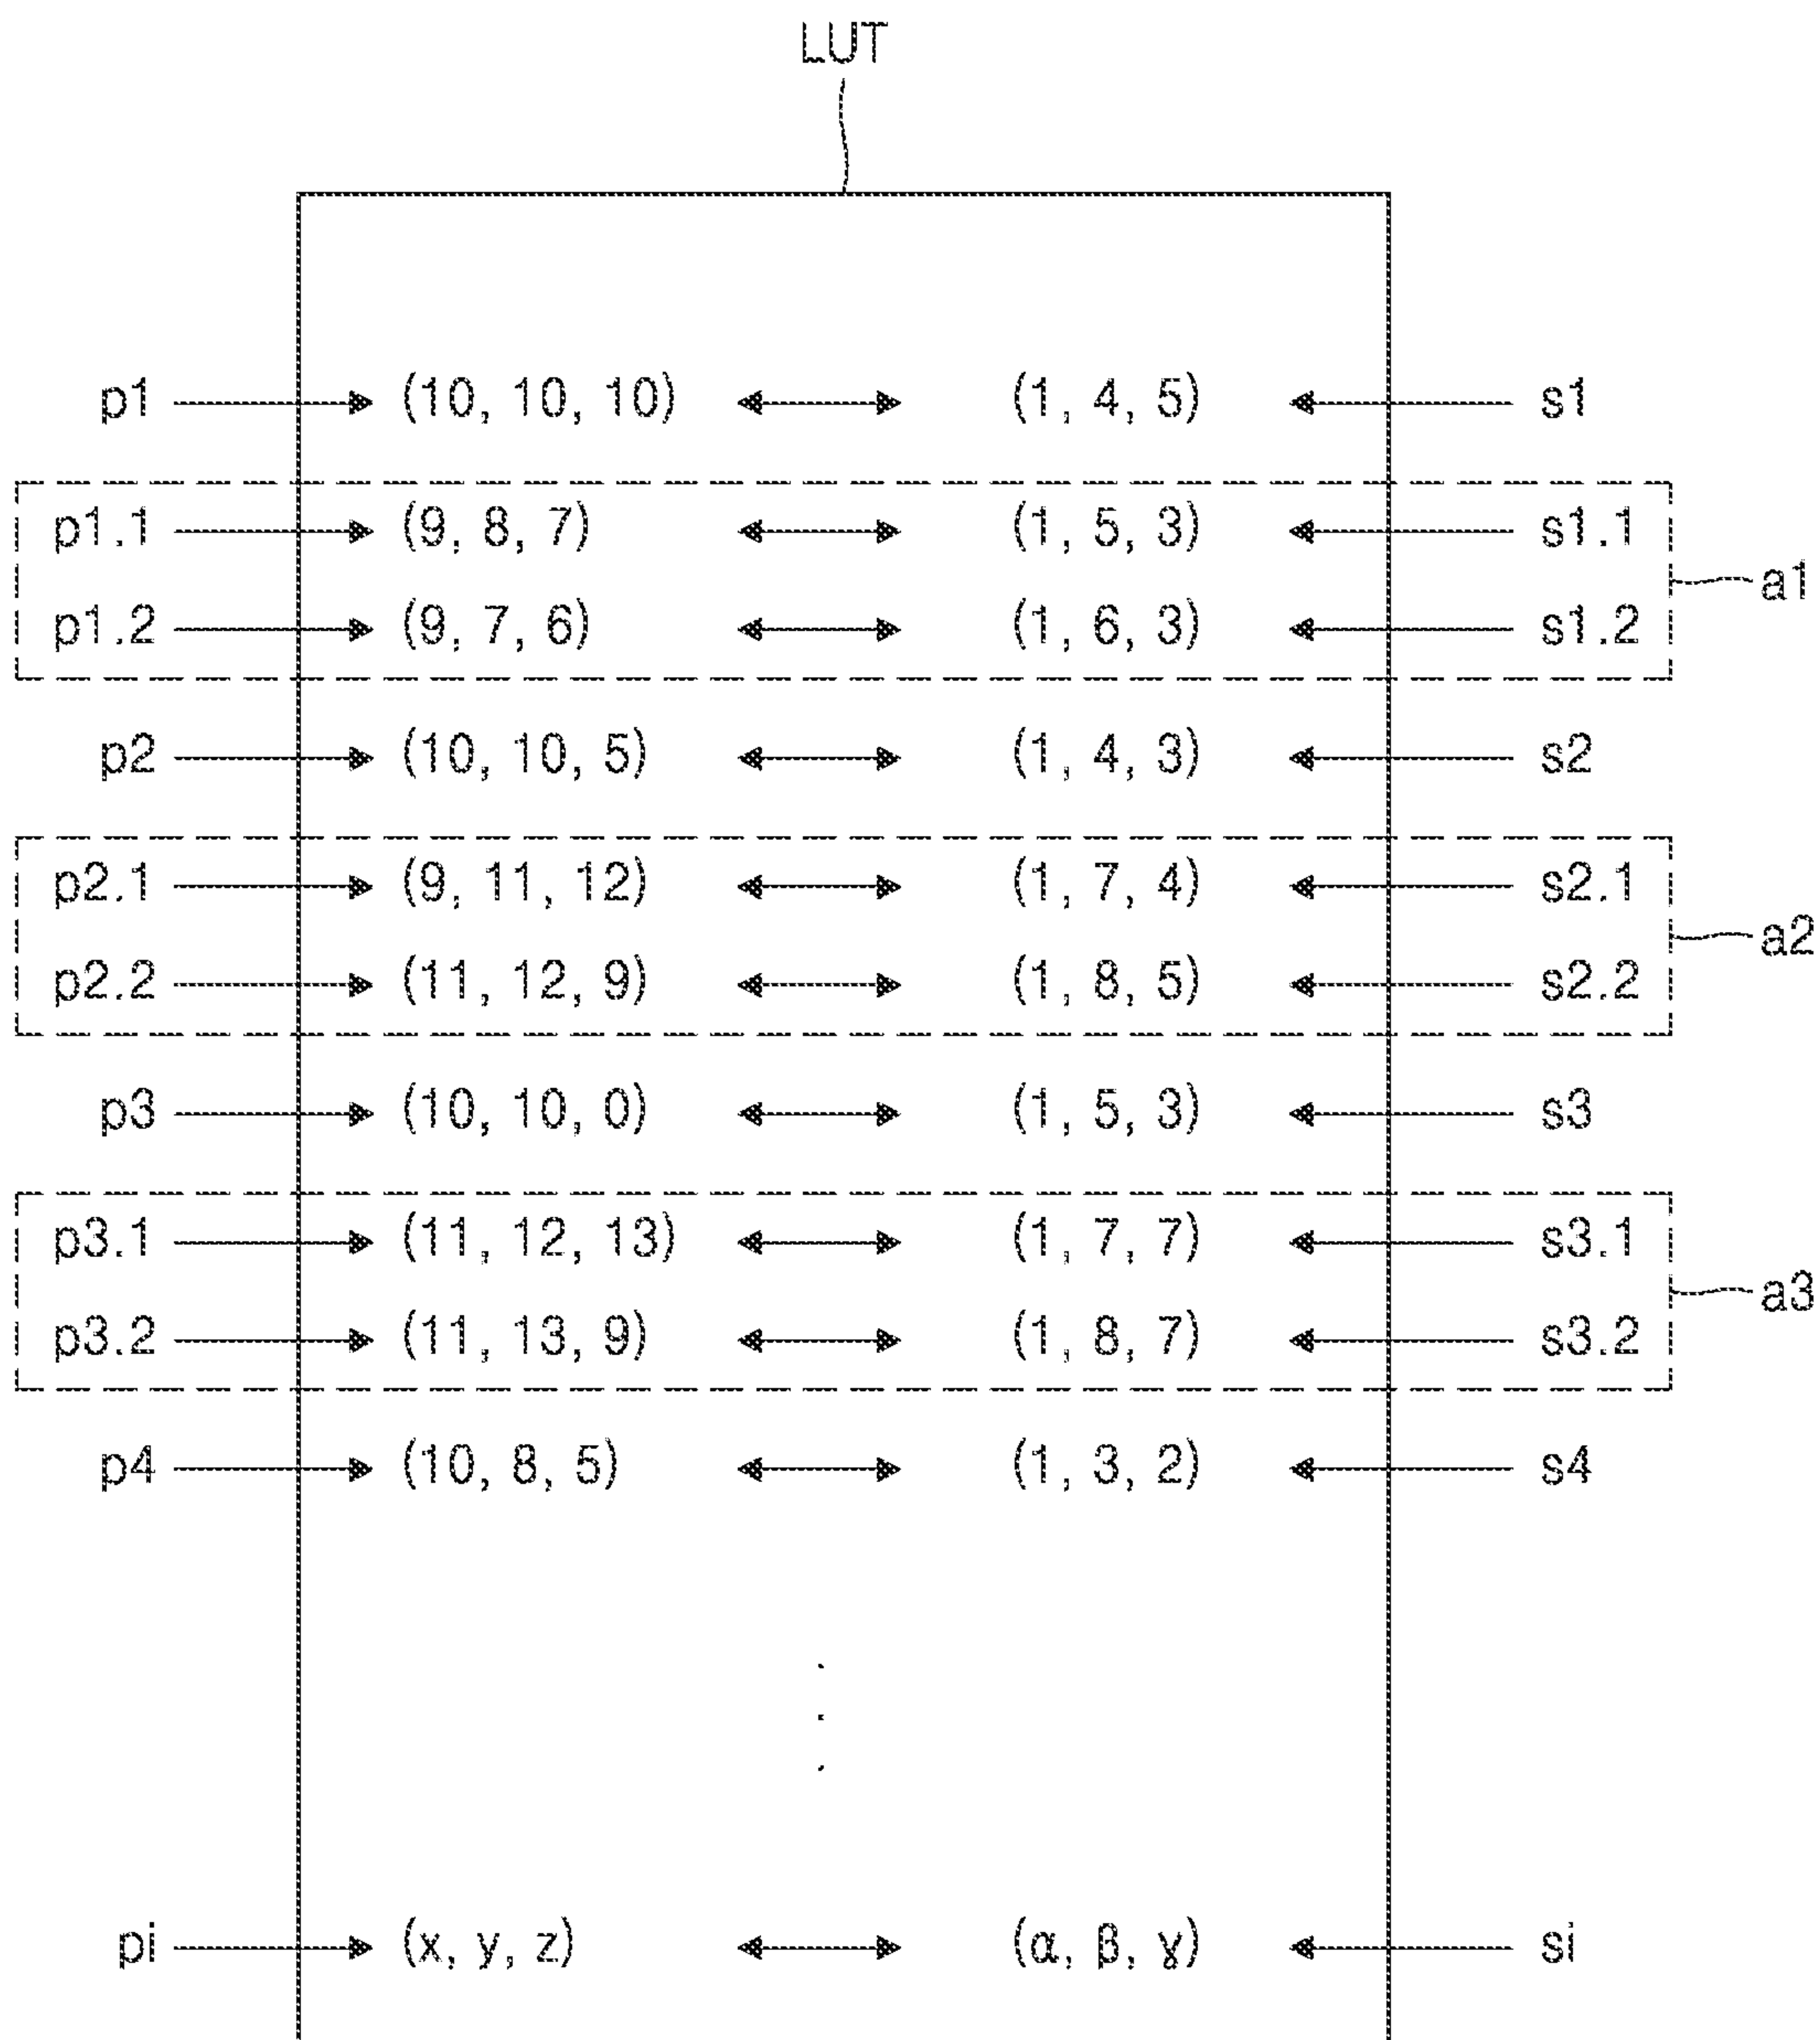 LUT
p1 (10, 10, 10) (1, 4, 5) s1
p1.1 (9, 8, 7) (1, 5, 3) s1.1
a1
p1.2 (9, 7, 6) (1, 6, 3) s1.2
p2 (10, 10, 5) (1, 4, 3) s2
p2.1 (9, 11, 12) (1, 7, 4) s2.1
a2
p2.2 (11, 12, 9) (1, 8, 5) s2.2
p3 (10, 10, 0) (1, 5, 3) s3
p3.1 (11, 12, 13) (1, 7, 7) s3.1
a3
p3.2 (11, 13, 9) (1, 8, 7) s3.2
p4 (10, 8, 5) (1, 3, 2) s4
pi (x, y, z) (α, β, γ) si